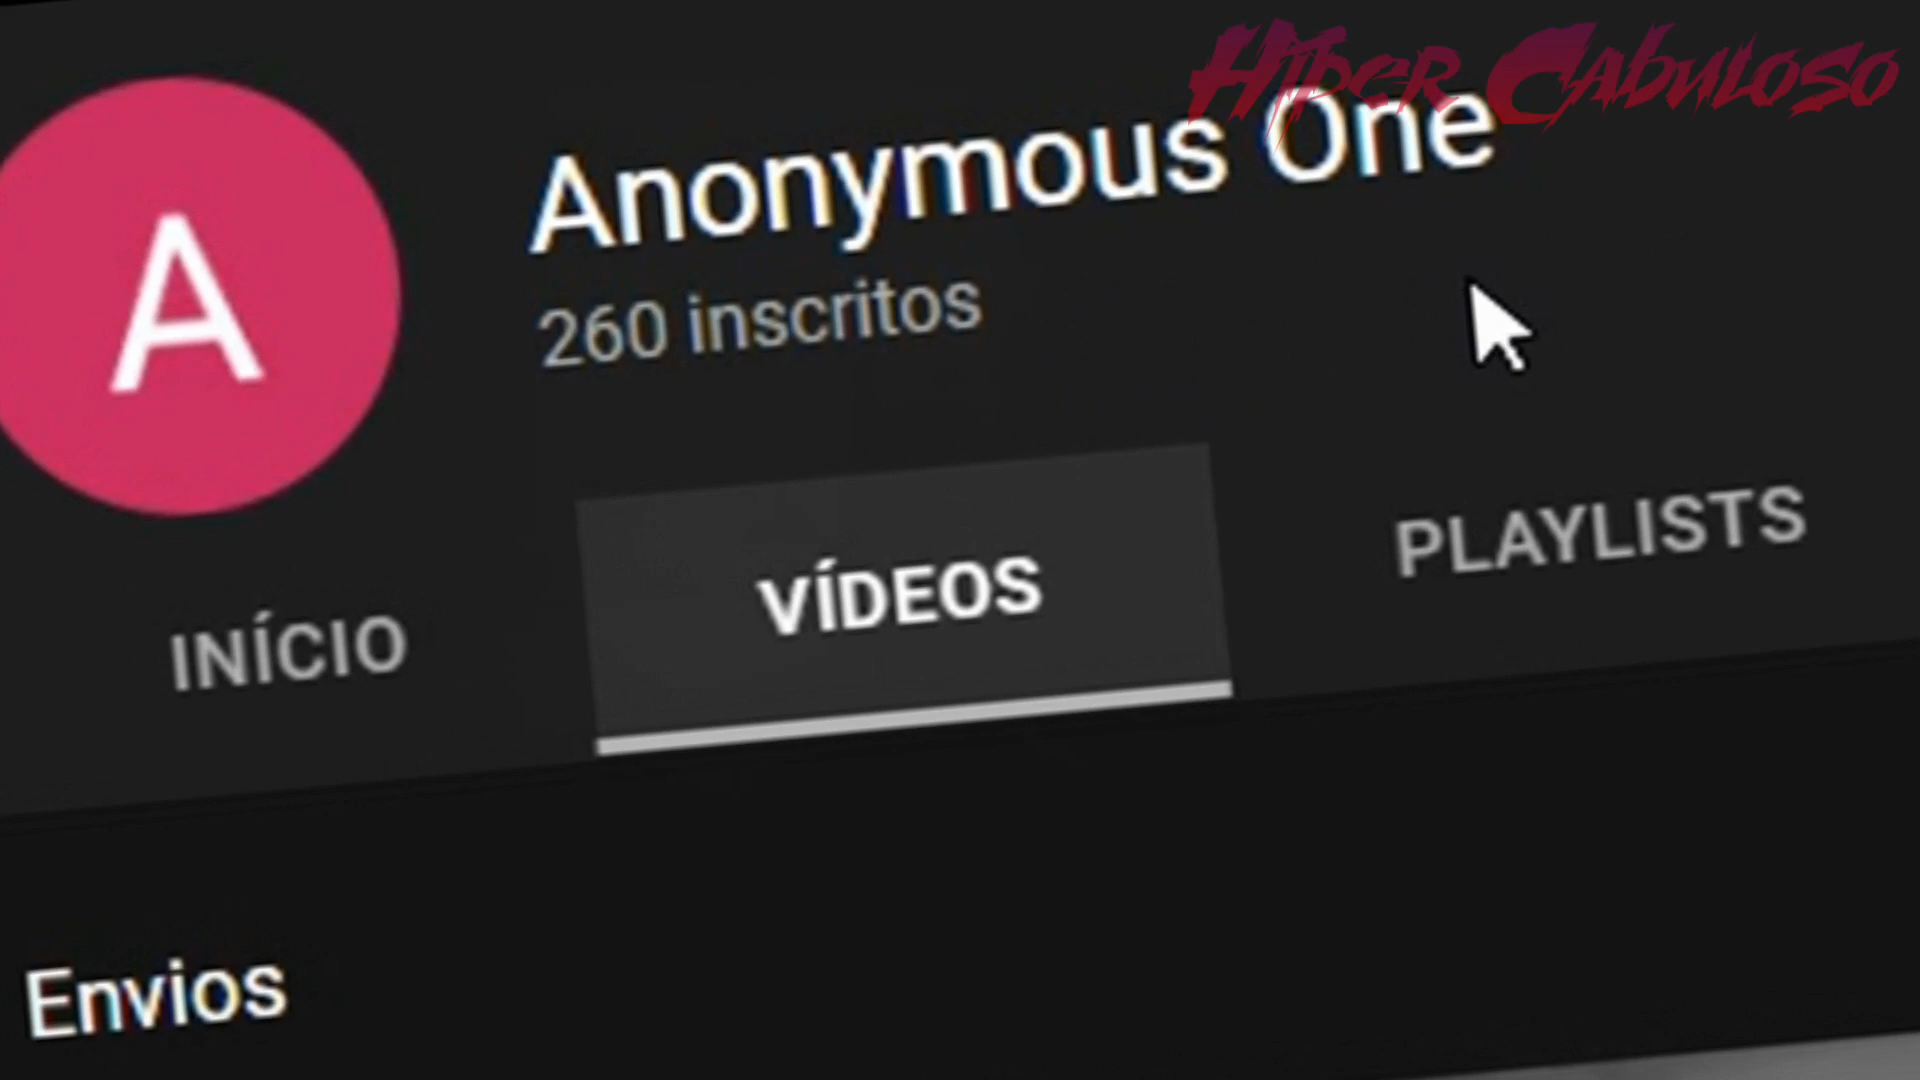 Hiper Cabuloso
A
Anonymous One
260 inscritos
INÍCIO
VÍDEOS
PLAYLISTS
Envios